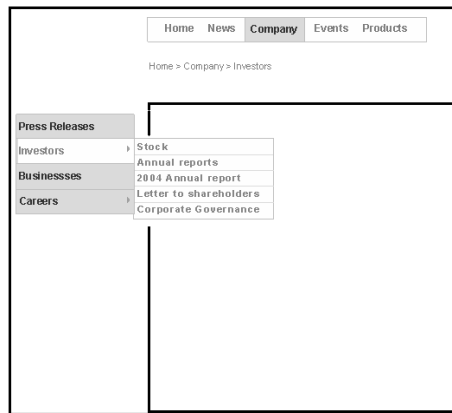 Home News Company Events Products
Home > Company > Investors
Press Releases
Investors
Businessses
Careers
Stock
Annual reports
2004 Annual report
Letter to shareholders
Corporate Governance